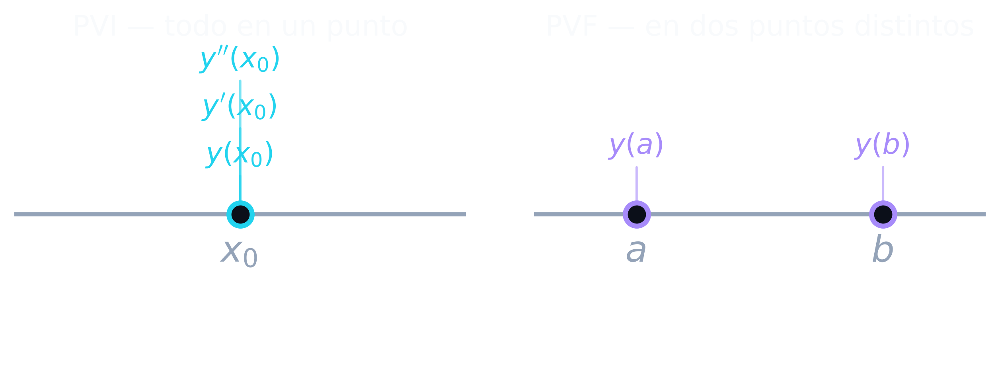 PVI — todo en un punto
y″(x₀)
y′(x₀)
y(x₀)
x₀
PVF — en dos puntos distintos
y(a)
y(b)
a
b